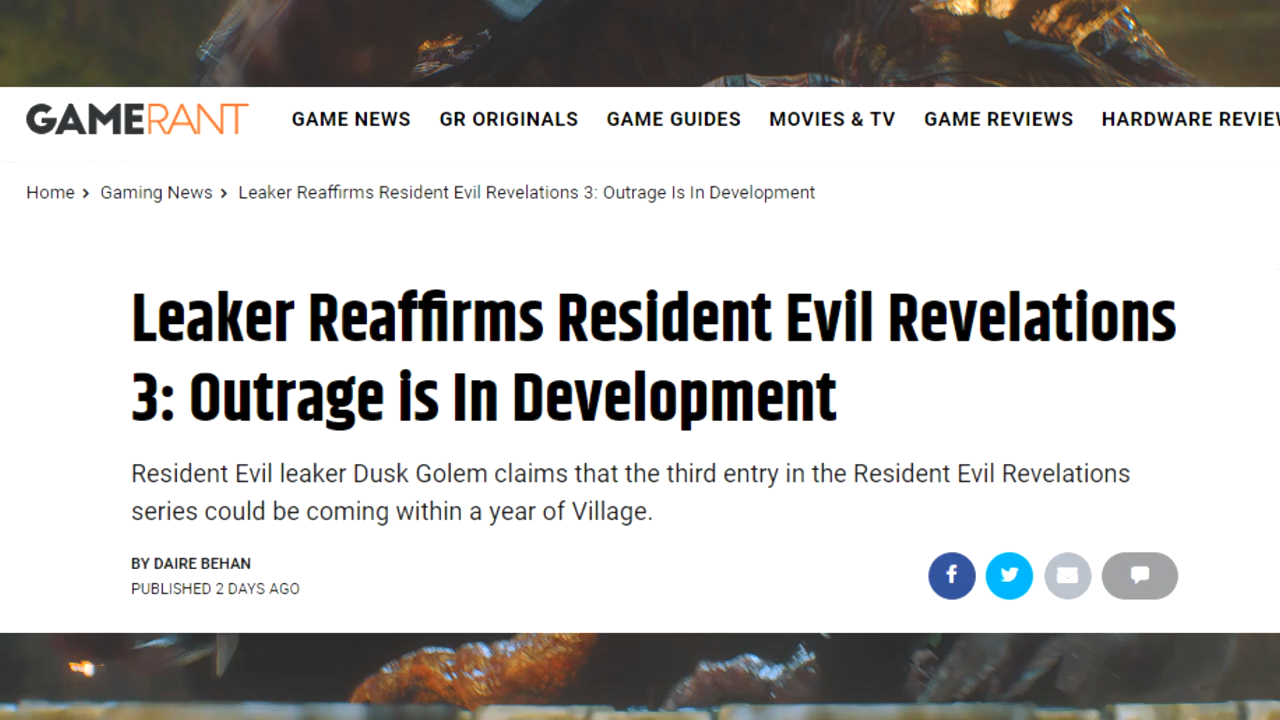 GAMERANT GAME NEWS GR ORIGINALS GAME GUIDES MOVIES & TV GAME REVIEWS HARDWARE
Home > Gaming News > Leaker Reaffirms Resident Evil Revelations 3: Outrage Is In Development
Leaker Reaffirms Resident Evil Revelations
3: Outrage is In Development
Resident Evil leaker Dusk Golem claims that the third entry in the Resident Evil Revelations
series could be coming within a year of Village.
BY DAIRE BEHAN
PUBLISHED 2 DAYS AGO